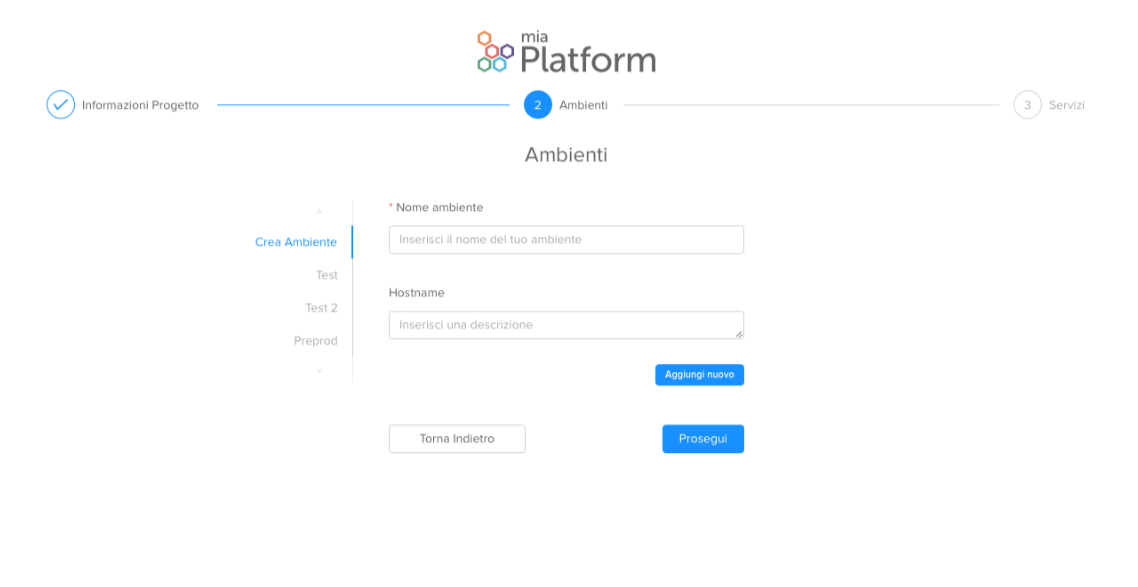 mia
Platform
Informazioni Progetto
2 Ambienti
3 Servizi
Ambienti
* Nome ambiente
Inserisci il nome del tuo ambiente
Crea Ambiente
Test
Test 2
Preprod
Hostname
Inserisci una descrizione
Aggiungi nuovo
Torna Indietro
Prosegui